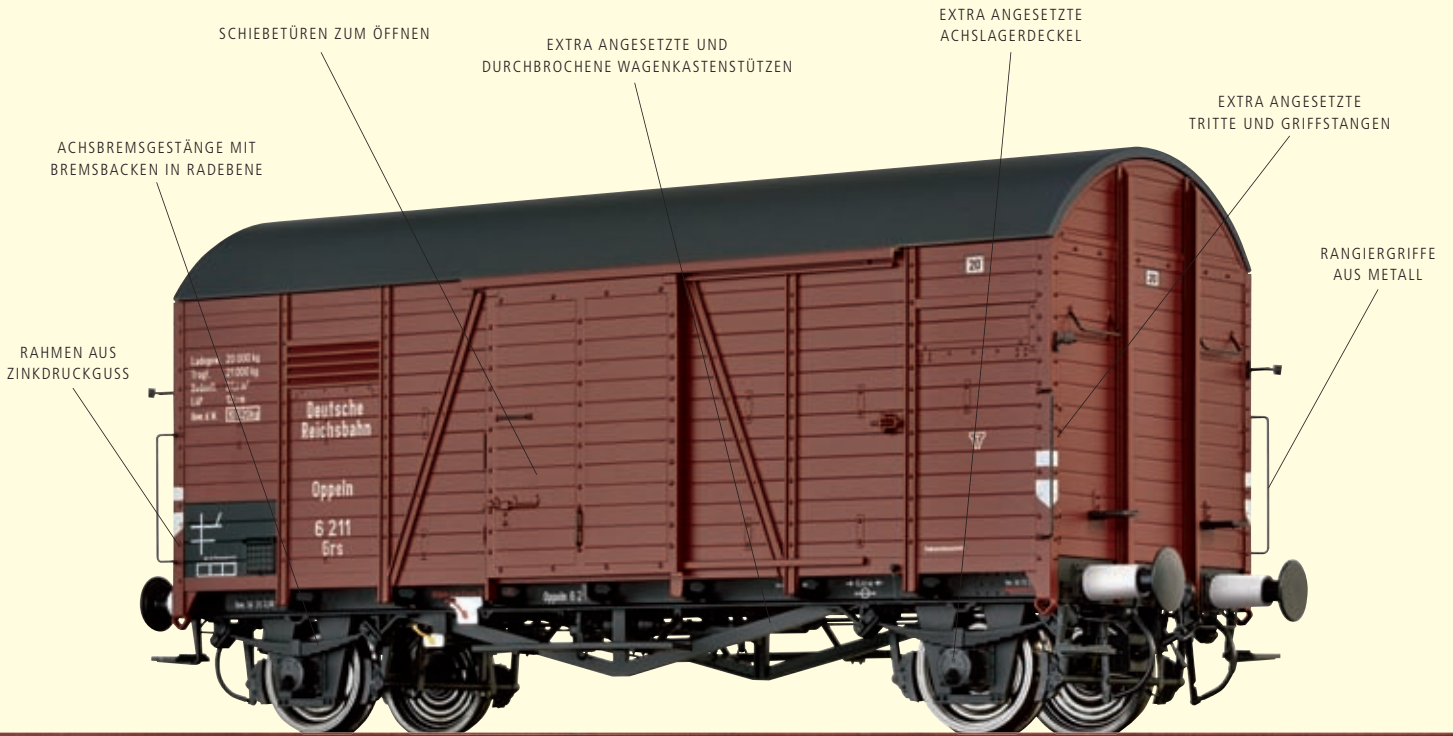 SCHIEBETÜREN ZUM ÖFFNEN
EXTRA ANGESETZTE UND
DURCHBROCHENE WAGENKASTENSTÜTZEN
EXTRA ANGESETZTE
ACHSLAGERDECKEL
EXTRA ANGESETZTE
TRITTE UND GRIFFSTANGEN
ACHSBREMSGESTÄNGE MIT
BREMSBACKEN IN RADEBENE
RANGIERGRIFFE
AUS METALL
RAHMEN AUS
ZINKDRUCKGUSS
20
20
20 000 kg
21 000 kg
Deutsche
Reichsbahn
Oppeln
6 211
Grs
Oppeln 6 2